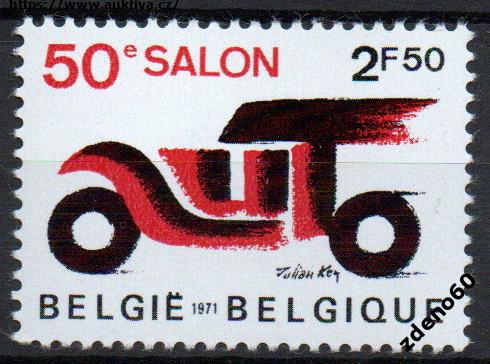 https://www.auktiva.cz/
50e SALON
2F50
AUTO
Julian Key
BELGIË 1971 BELGIQUE
zdeno60